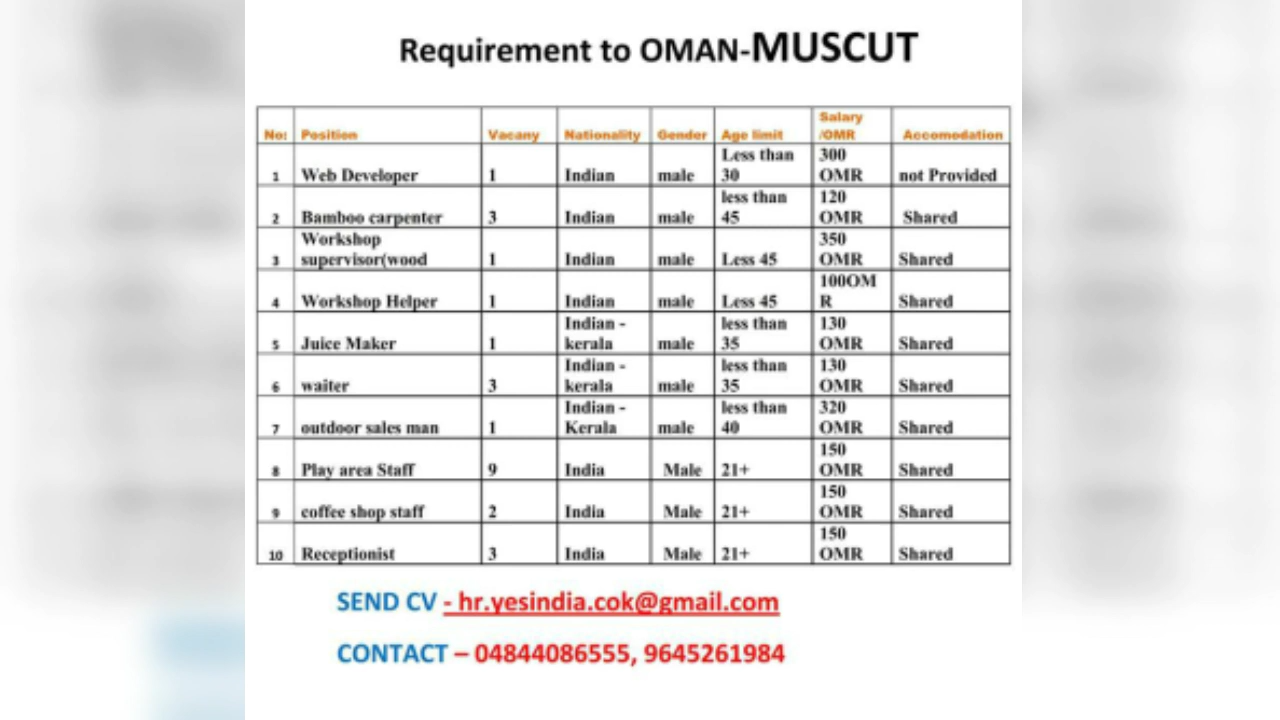 Requirement to OMAN-MUSCUT
No: Position Vacancy Nationality Gender Age limit Salary /OMR Accomodation
1 Web Developer 1 Indian male Less than 30 300 OMR not Provided
2 Bamboo carpenter 3 Indian male less than 45 120 OMR Shared
3 Workshop supervisor(wood 1 Indian male Less 45 350 OMR Shared
4 Workshop Helper 1 Indian male Less 45 100OMR Shared
5 Juice Maker 1 Indian - kerala male less than 35 130 OMR Shared
6 waiter 3 Indian - kerala male less than 35 130 OMR Shared
7 outdoor sales man 1 Indian - Kerala male less than 40 320 OMR Shared
8 Play area Staff 9 India Male 21+ 150 OMR Shared
9 coffee shop staff 2 India Male 21+ 150 OMR Shared
10 Receptionist 3 India Male 21+ 150 OMR Shared
SEND CV - hr.yesindia.cok@gmail.com
CONTACT – 04844086555, 9645261984